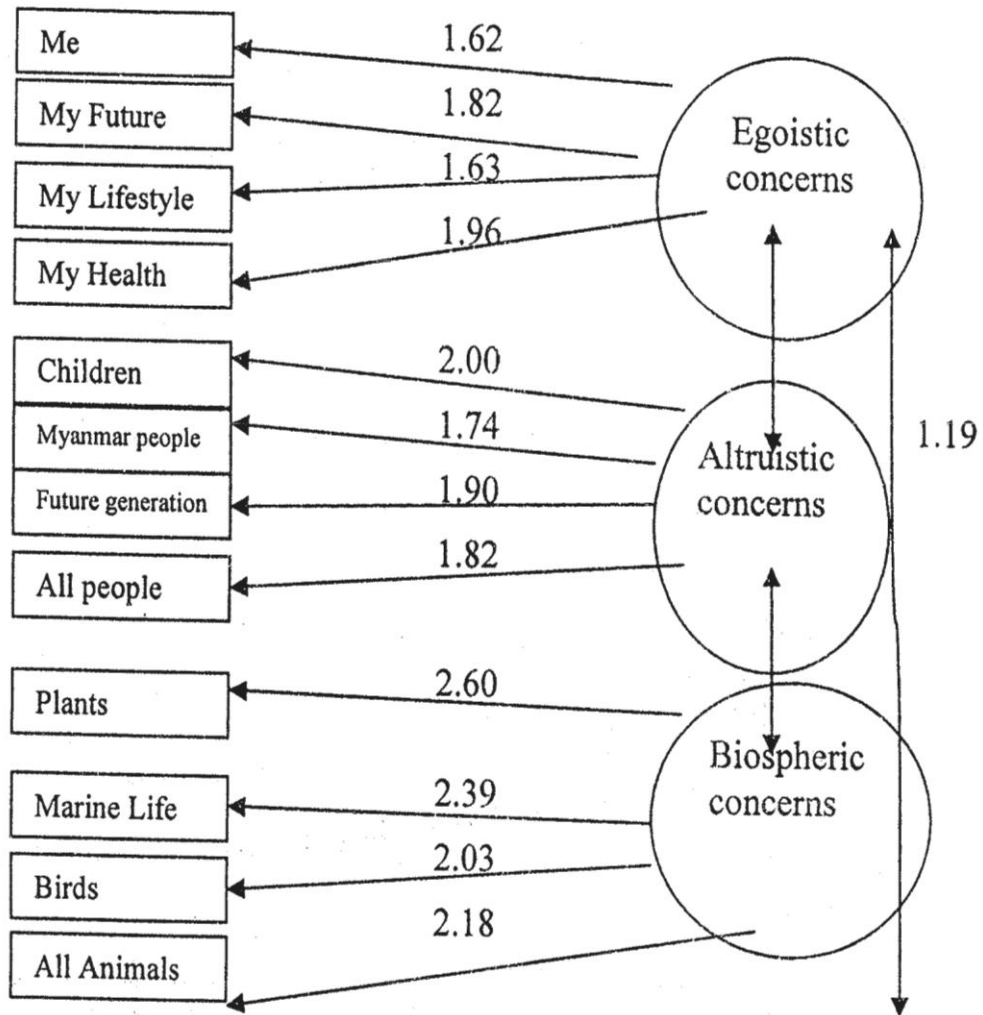 Me
1.62
My Future
1.82
Egoistic
concerns
My Lifestyle
1.63
My Health
1.96
Children
2.00
Myanmar people
1.74
Altruistic
concerns
1.19
Future generation
1.90
All people
1.82
Plants
2.60
Biospheric
concerns
Marine Life
2.39
Birds
2.03
All Animals
2.18